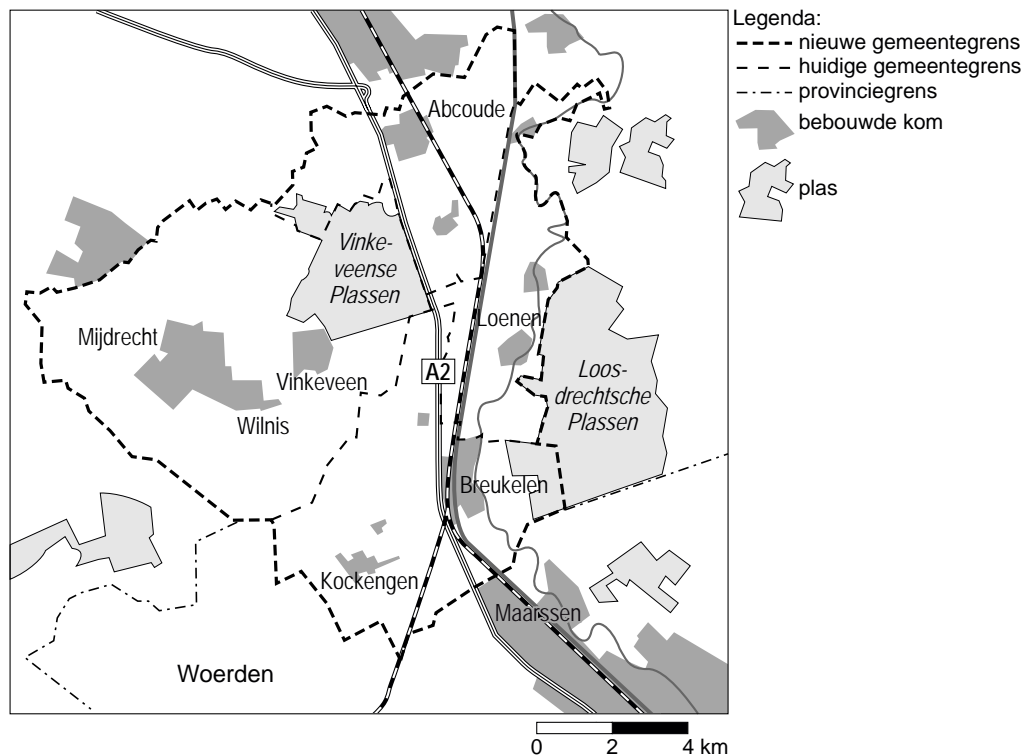 Legenda:
nieuwe gemeentegrens
huidige gemeentegrens
provinciegrens
bebouwde kom
plas
Abcoude
Vinke-
veense
Plassen
Loenen
Mijdrecht
A2
Loos-
drechtsche
Plassen
Vinkeveen
Wilnis
Breukelen
Kockengen
Maarssen
Woerden
0 2 4 km